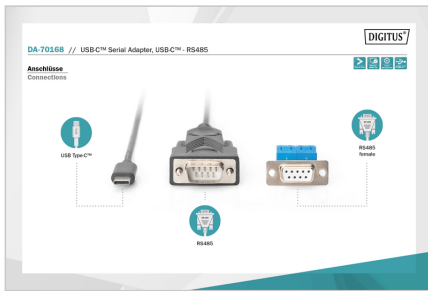 DIGITUS®
DA-70168 // USB-C™ Serial Adapter, USB-C™ - RS485
Anschlüsse
Connections
USB Type-C™
RS485
female
RS485